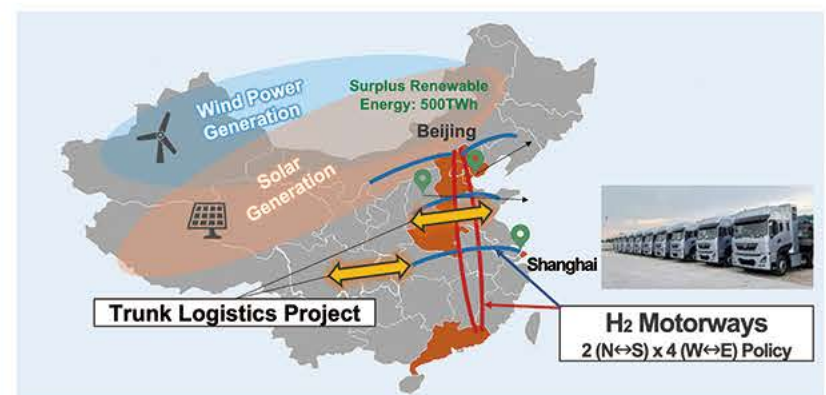 Wind Power
Generation
Surplus Renewable
Energy: 500TWh
Beijing
Solar
Generation
Shanghai
Trunk Logistics Project
H2 Motorways
2 (N↔S) x 4 (W↔E) Policy